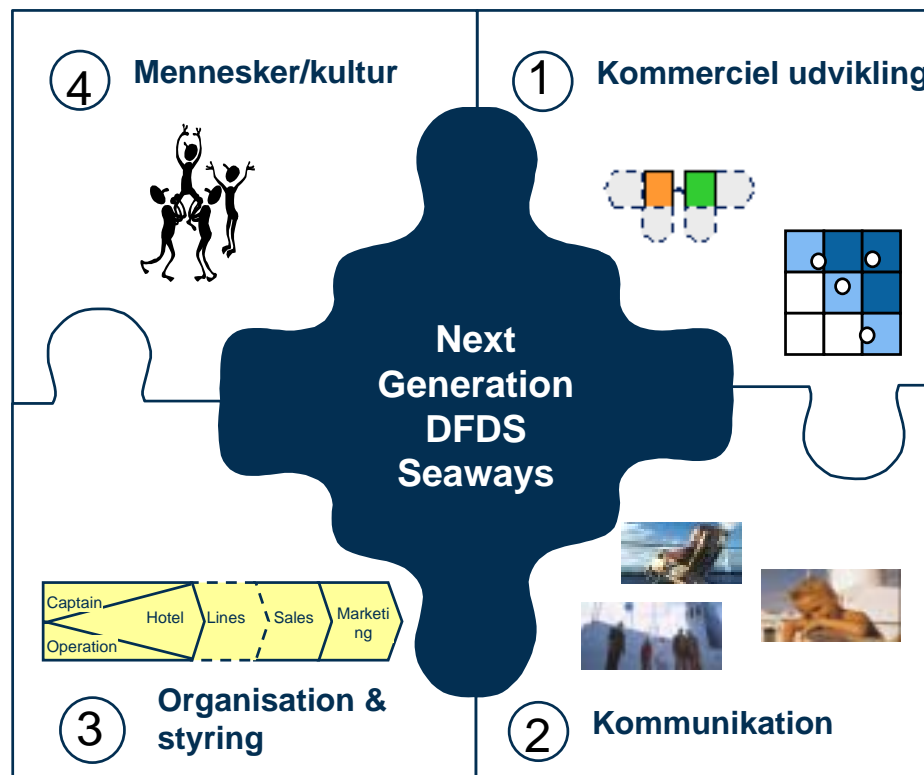 4
Mennesker/kultur
1
Kommerciel udvikling
Next
Generation
DFDS
Seaways
Captain
Operation
Hotel
Lines
Sales
Marketi
ng
3
Organisation &
styring
2
Kommunikation